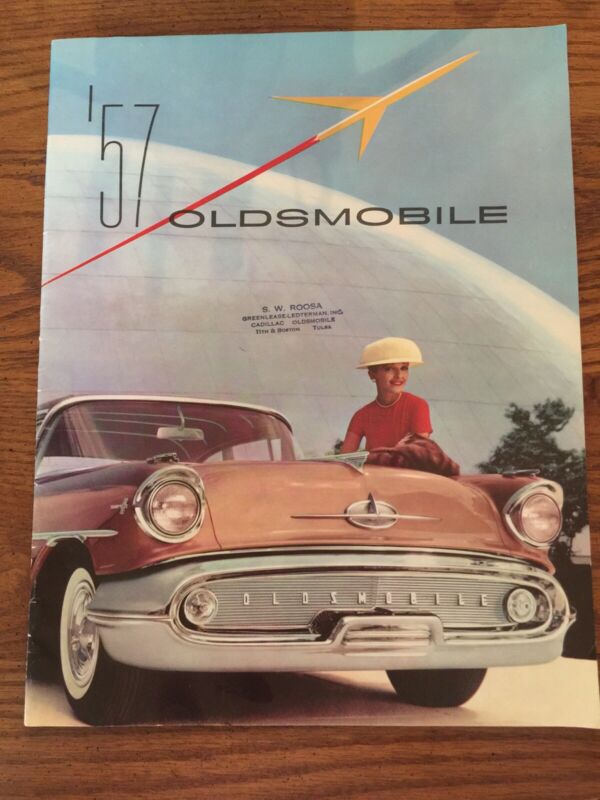 '57
OLDSMOBILE
S. W. ROOSA
GREENLEASE-LEDTERMAN, INC.
CADILLAC OLDSMOBILE
11TH & BOSTON TULSA
OLDSMOBILE